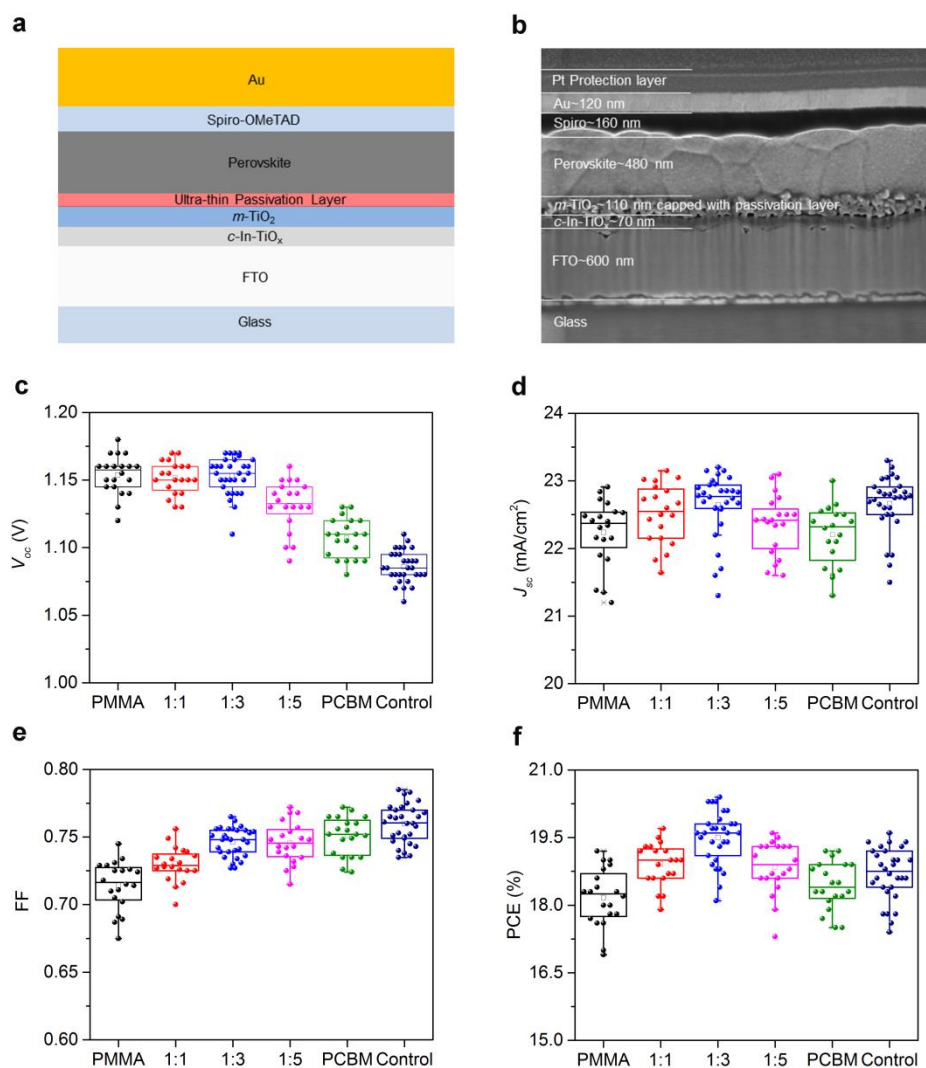 a
Au
Spiro-OMeTAD
Perovskite
Ultra-thin Passivation Layer
m-TiO₂
c-In-TiOₓ
FTO
Glass
b
Pt Protection layer
Au~120 nm
Spiro~160 nm
Perovskite~480 nm
m-TiO₂~110 nm capped with passivation layer
c-In-TiOₓ~70 nm
FTO~600 nm
Glass
c
1.20
1.15
1.10
1.05
1.00
V_oc (V)
PMMA 1:1 1:3 1:5 PCBM Control
d
24
23
22
21
20
J_sc (mA/cm²)
PMMA 1:1 1:3 1:5 PCBM Control
e
0.80
0.75
0.70
0.65
0.60
FF
PMMA 1:1 1:3 1:5 PCBM Control
f
21.0
19.5
18.0
16.5
15.0
PCE (%)
PMMA 1:1 1:3 1:5 PCBM Control